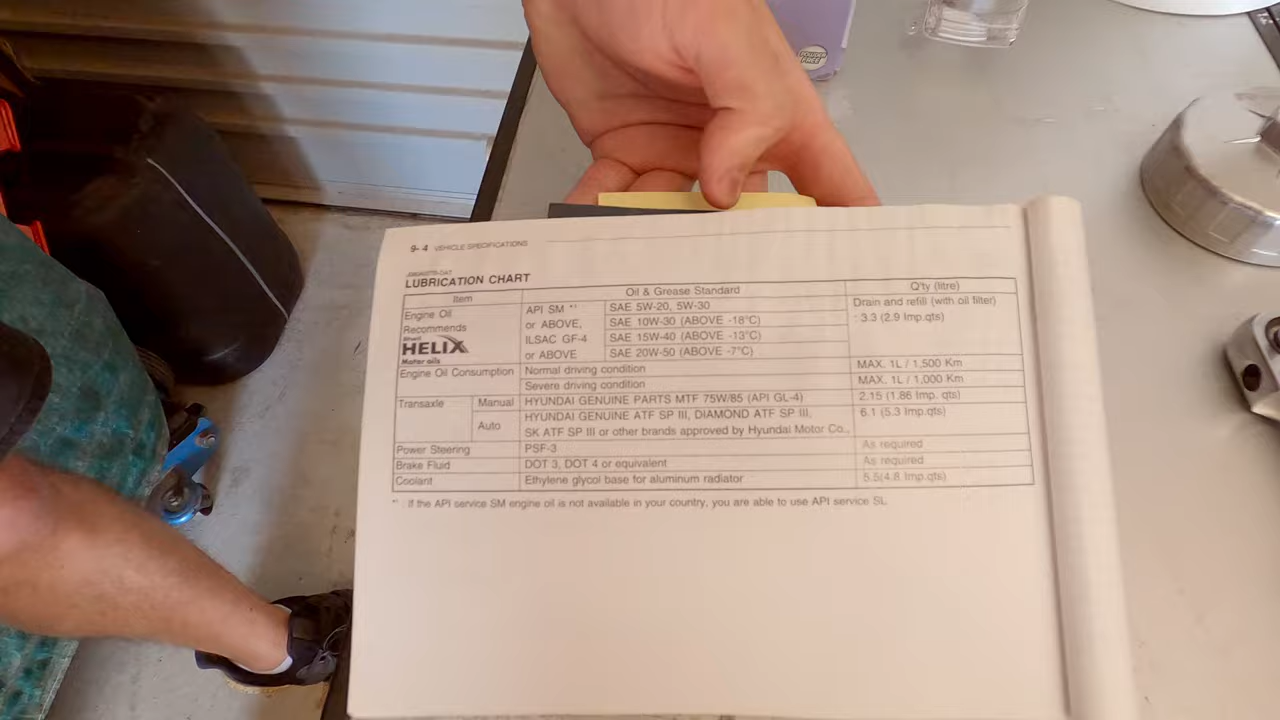 POWDER FREE
9- 4 VEHICLE SPECIFICATIONS
LUBRICATION CHART
Item Oil & Grease Standard Q'ty (litre)
Engine Oil
Recommends
Shell
HELIX
Motor oils
API SM *¹
or ABOVE,
ILSAC GF-4
or ABOVE
SAE 5W-20, 5W-30
SAE 10W-30 (ABOVE -18°C)
SAE 15W-40 (ABOVE -13°C)
SAE 20W-50 (ABOVE -7°C)
Drain and refill (with oil filter)
: 3.3 (2.9 Imp.qts)
Engine Oil Consumption Normal driving condition MAX. 1L / 1,500 Km
Severe driving condition MAX. 1L / 1,000 Km
Transaxle Manual HYUNDAI GENUINE PARTS MTF 75W/85 (API GL-4) 2.15 (1.86 Imp. qts)
Auto HYUNDAI GENUINE ATF SP III, DIAMOND ATF SP III, 6.1 (5.3 Imp.qts)
SK ATF SP III or other brands approved by Hyundai Motor Co.,
Power Steering PSF-3 As required
Brake Fluid DOT 3, DOT 4 or equivalent As required
Coolant Ethylene glycol base for aluminum radiator 5.5(4.8 Imp.qts)
*¹ : If the API service SM engine oil is not available in your country, you are able to use API service SL.